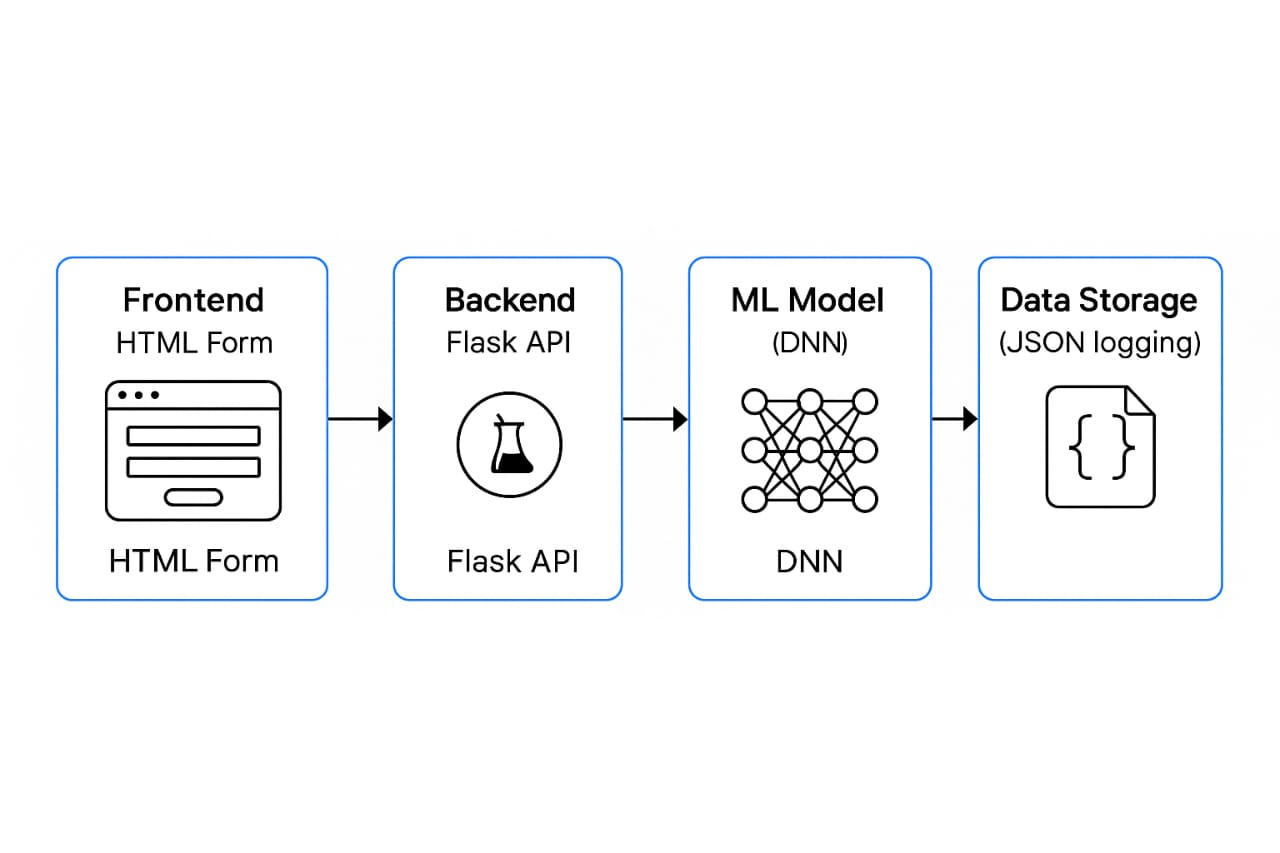 Frontend
HTML Form
HTML Form
Backend
Flask API
Flask API
ML Model
(DNN)
DNN
Data Storage
(JSON logging)
{ }